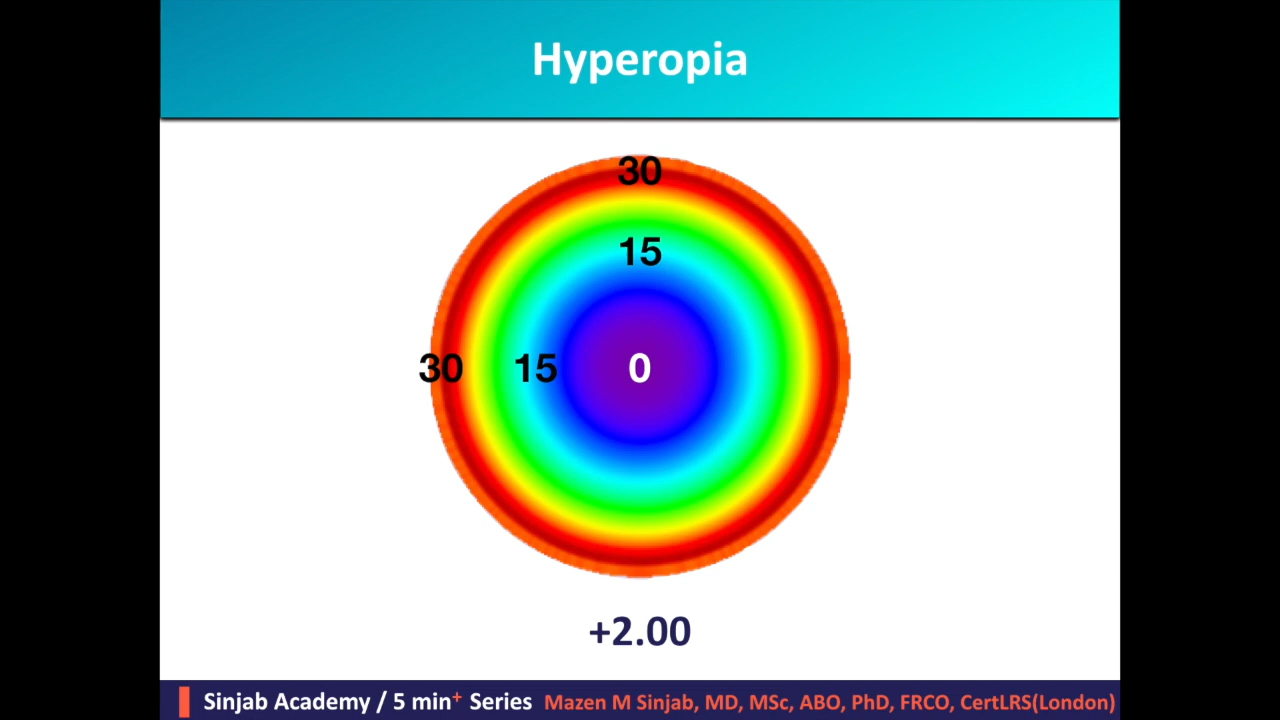 Hyperopia
30
15
30 15 0
+2.00
Sinjab Academy / 5 min+ Series Mazen M Sinjab, MD, MSc, ABO, PhD, FRCO, CertLRS(London)